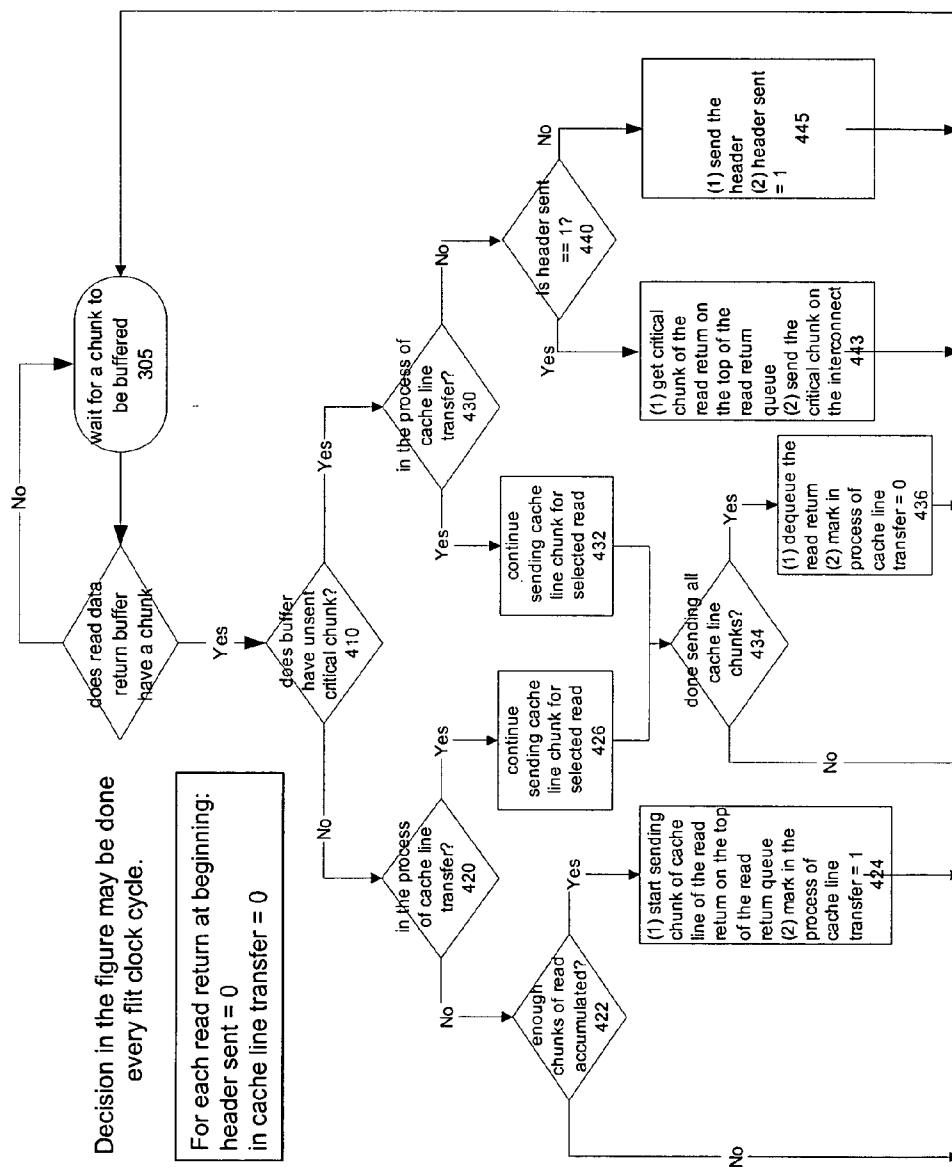 Decision in the figure may be done
every flit clock cycle.
For each read return at beginning:
header sent = 0
in cache line transfer = 0
wait for a chunk to
be buffered
305
No
does read data
return buffer
have a chunk
Yes
does buffer
have unsent
critical chunk?
410
No
Yes
in the process
of cache line
transfer?
420
No
Yes
in the process of
cache line
transfer?
430
Yes
No
enough
chunks of read
accumulated?
422
No
Yes
continue
sending cache
line chunk for
selected read
426
continue
sending cache
line chunk for
selected read
432
Is header sent
== 1?
440
Yes
No
(1) start sending
chunk of cache
line of the read
return on the top
of the read
return queue
(2) mark in the
process of
cache line
transfer = 1
424
done sending all
cache line
chunks?
434
No
Yes
(1) dequeue the
read return
(2) mark in
process of
cache line
transfer = 0
436
(1) get critical
chunk of the
read return on
the top of the
read return
queue
(2) send the
critical chunk on
the interconnect
443
(1) send the
header
(2) header sent
= 1
445